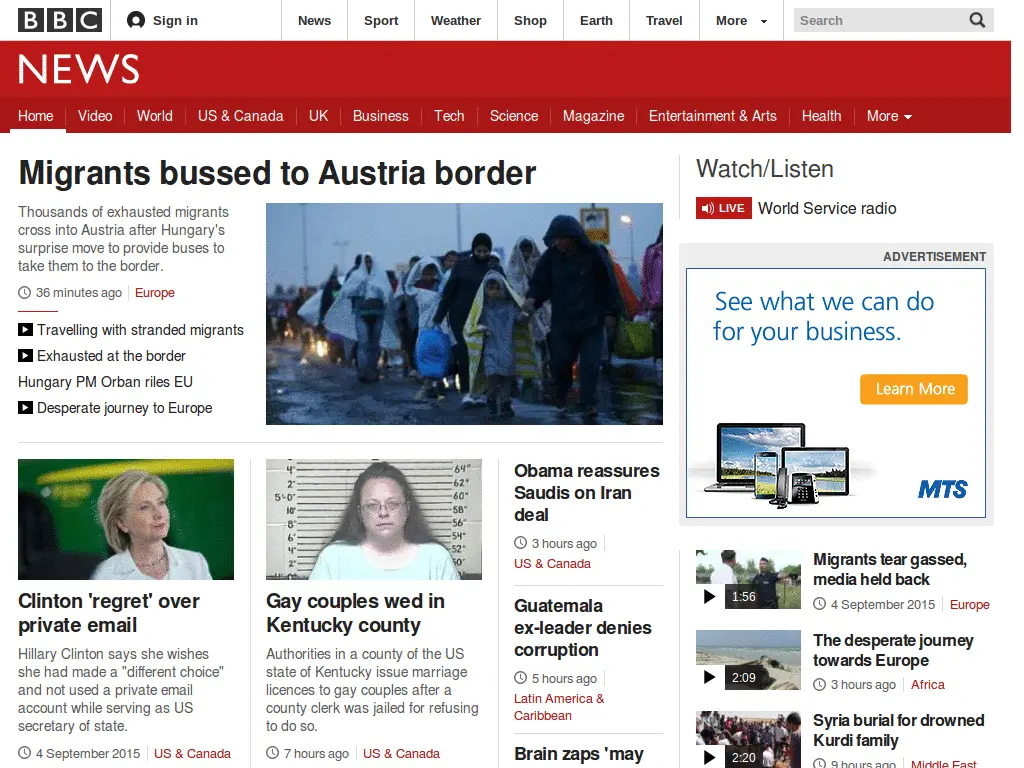 BBC
Sign in
News
Sport
Weather
Shop
Earth
Travel
More
Search
NEWS
Home
Video
World
US & Canada
UK
Business
Tech
Science
Magazine
Entertainment & Arts
Health
More
Migrants bussed to Austria border
Thousands of exhausted migrants
cross into Austria after Hungary's
surprise move to provide buses to
take them to the border.
36 minutes ago
Europe
Travelling with stranded migrants
Exhausted at the border
Hungary PM Orban riles EU
Desperate journey to Europe
Clinton 'regret' over
private email
Hillary Clinton says she wishes
she had made a "different choice"
and not used a private email
account while serving as US
secretary of state.
4 September 2015
US & Canada
Gay couples wed in
Kentucky county
Authorities in a county of the US
state of Kentucky issue marriage
licences to gay couples after a
county clerk was jailed for refusing
to do so.
7 hours ago
US & Canada
Obama reassures
Saudis on Iran
deal
3 hours ago
US & Canada
Guatemala
ex-leader denies
corruption
5 hours ago
Latin America &
Caribbean
Brain zaps 'may
Watch/Listen
LIVE
World Service radio
ADVERTISEMENT
See what we can do
for your business.
Learn More
MTS
1:56
Migrants tear gassed,
media held back
4 September 2015
Europe
2:09
The desperate journey
towards Europe
3 hours ago
Africa
2:20
Syria burial for drowned
Kurdi family
9 hours ago
Middle East